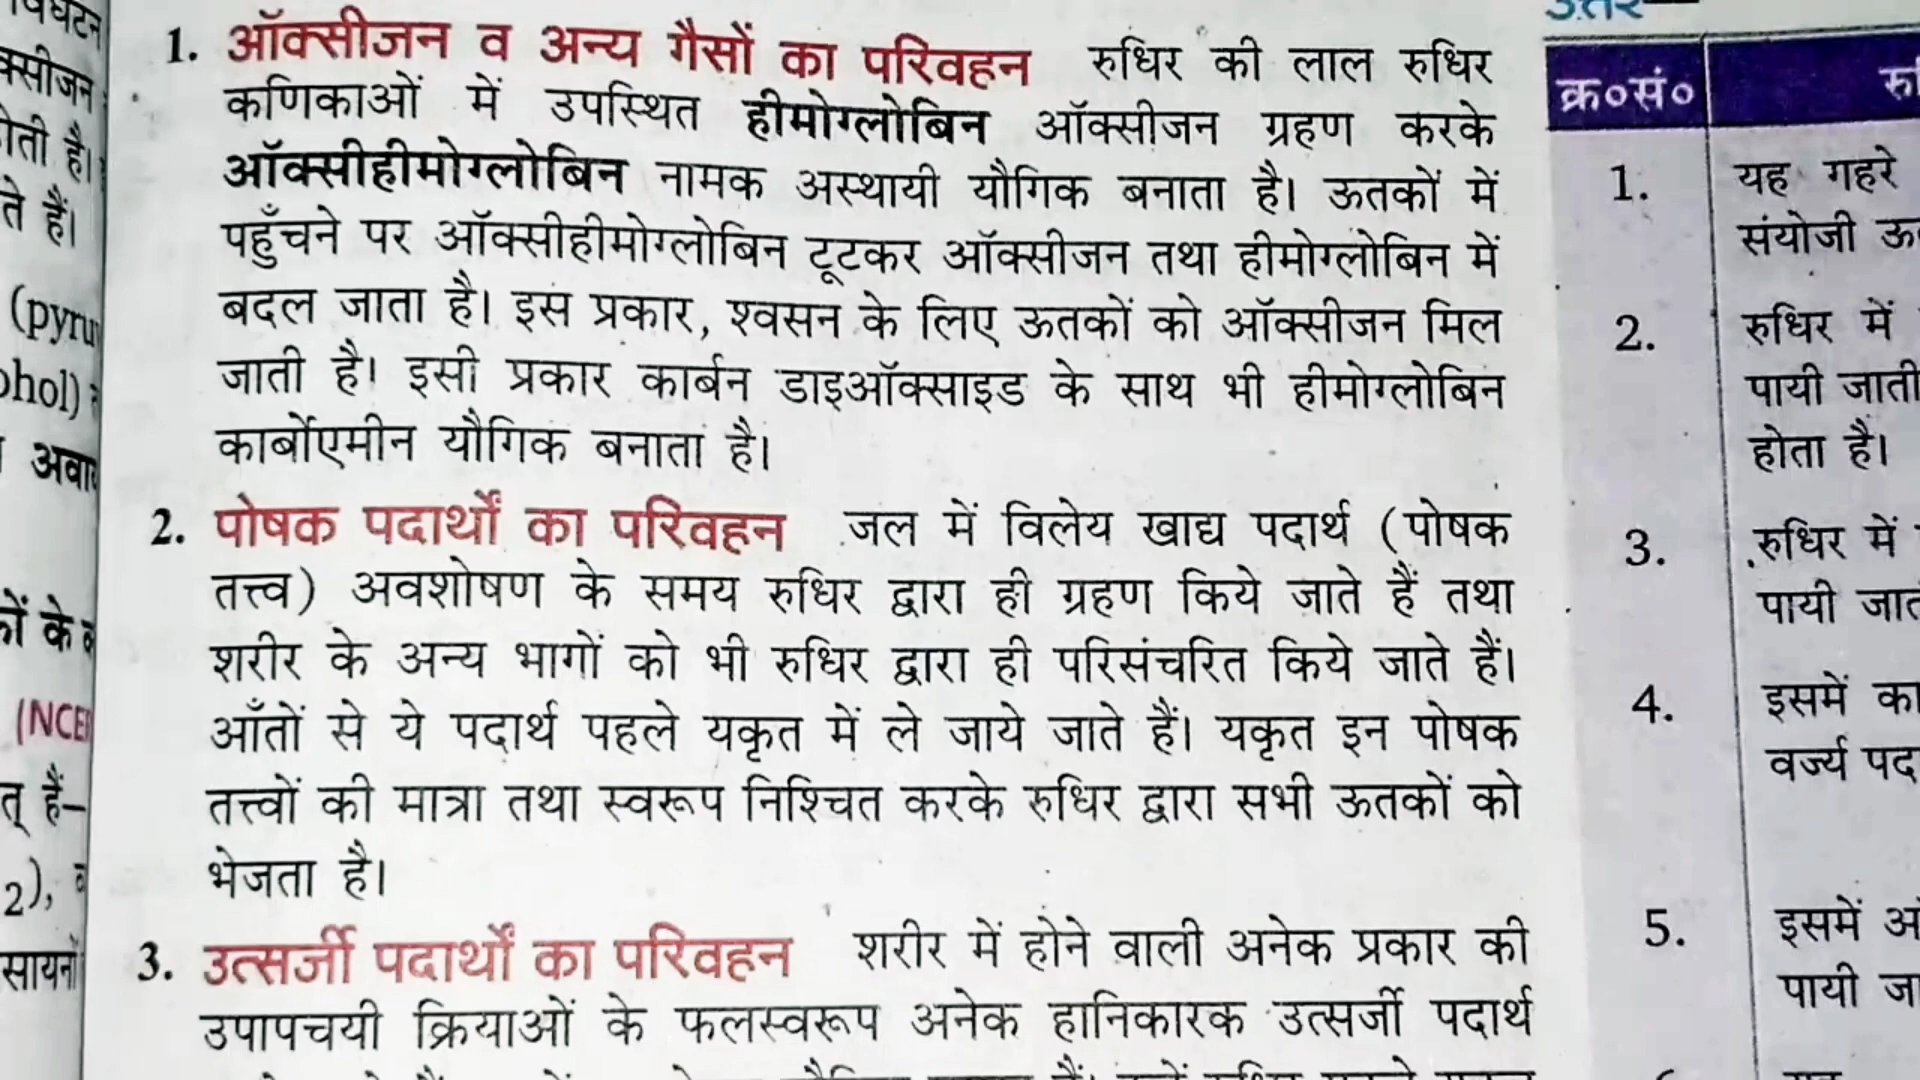 1. ऑक्सीजन व अन्य गैसों का परिवहन रुधिर की लाल रुधिर
कणिकाओं में उपस्थित हीमोग्लोबिन ऑक्सीजन ग्रहण करके
ऑक्सीहीमोग्लोबिन नामक अस्थायी यौगिक बनाता है। ऊतकों में
पहुँचने पर ऑक्सीहीमोग्लोबिन टूटकर ऑक्सीजन तथा हीमोग्लोबिन में
बदल जाता है। इस प्रकार, श्वसन के लिए ऊतकों को ऑक्सीजन मिल
जाती है। इसी प्रकार कार्बन डाइऑक्साइड के साथ भी हीमोग्लोबिन
कार्बोएमीन यौगिक बनाता है।
2. पोषक पदार्थों का परिवहन जल में विलेय खाद्य पदार्थ (पोषक
तत्त्व) अवशोषण के समय रुधिर द्वारा ही ग्रहण किये जाते हैं तथा
शरीर के अन्य भागों को भी रुधिर द्वारा ही परिसंचरित किये जाते हैं।
आँतों से ये पदार्थ पहले यकृत में ले जाये जाते हैं। यकृत इन पोषक
तत्त्वों की मात्रा तथा स्वरूप निश्चित करके रुधिर द्वारा सभी ऊतकों को
भेजता है।
3. उत्सर्जी पदार्थों का परिवहन शरीर में होने वाली अनेक प्रकार की
उपापचयी क्रियाओं के फलस्वरूप अनेक हानिकारक उत्सर्जी पदार्थ
क्र०सं०
1. यह गहरे
संयोजी
2. रुधिर में
पायी जाती
होता है।
3. रुधिर में
पायी
4. इसमें
वर्ज्य
5. इसमें
पायी